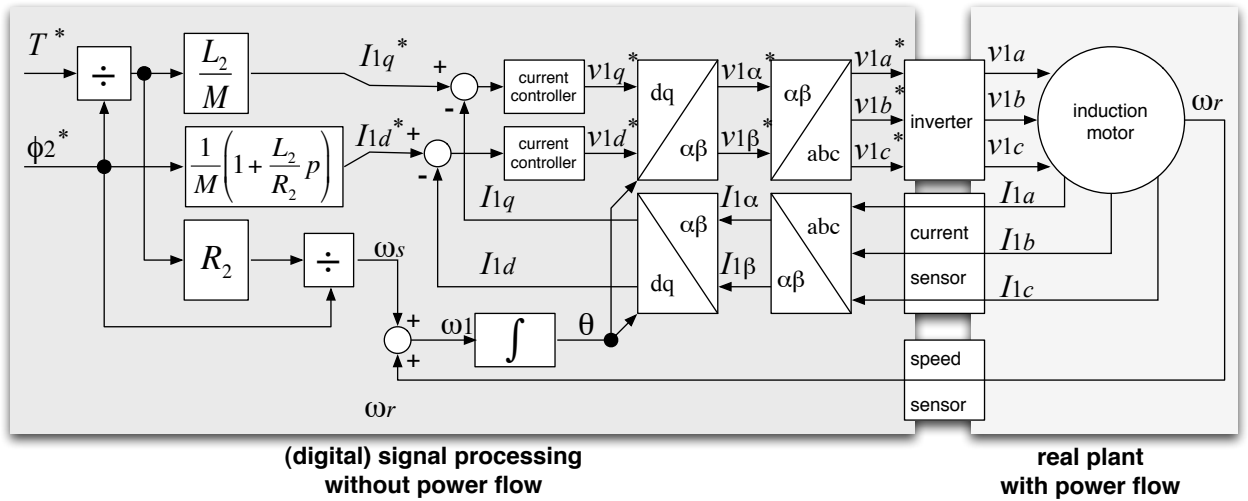 T*
÷
L2
M
I1q*
+
-
current
controller
v1q*
dq
αβ
v1α*
αβ
abc
v1a*
v1b*
v1c*
inverter
v1a
v1b
v1c
induction
motor
ωr
ϕ2*
1/M (1 + L2/R2 p)
I1d*
+
-
current
controller
v1d*
v1β*
I1q
I1d
αβ
dq
I1α
I1β
abc
αβ
current
sensor
I1a
I1b
I1c
R2
÷
ωs
+
+
ω1
∫
θ
ωr
speed
sensor
(digital) signal processing
without power flow
real plant
with power flow